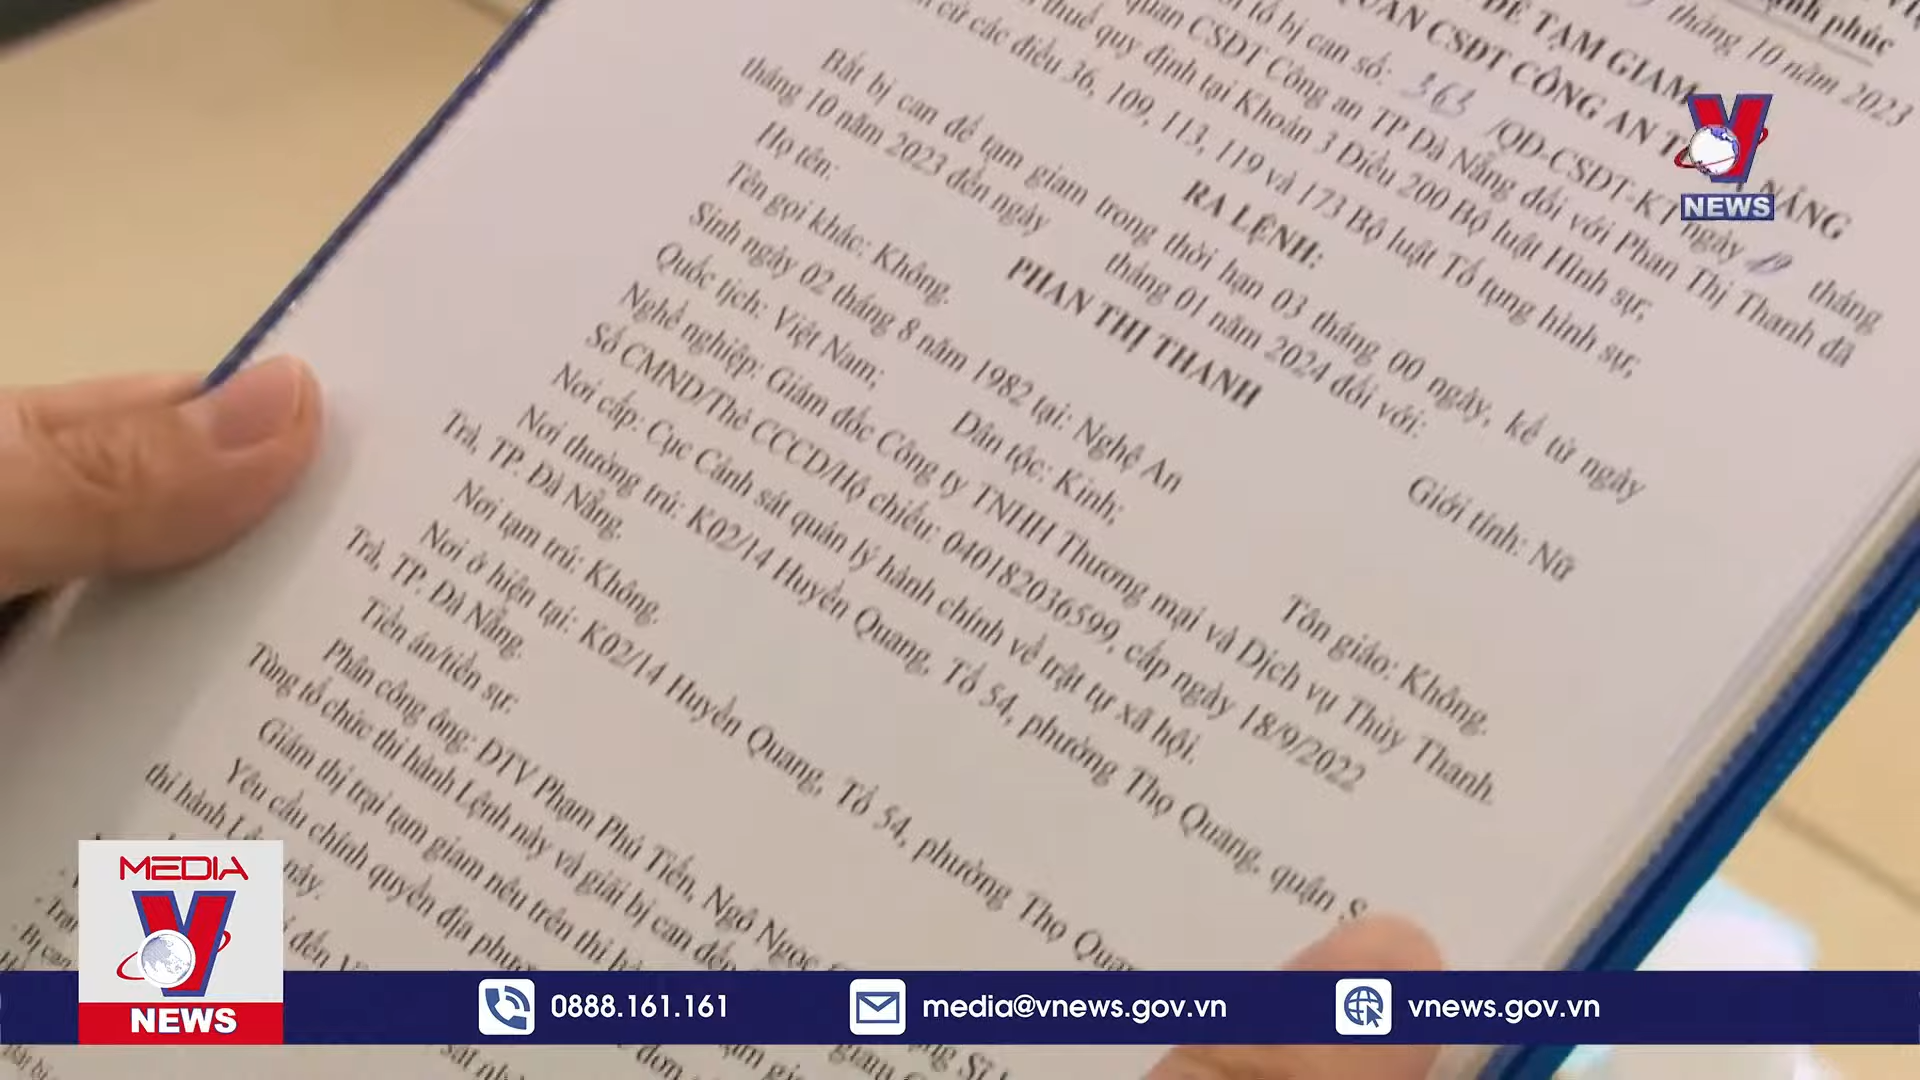 tháng 10 năm 2023
ĐỂ TẠM GIAM
CSĐT CÔNG AN
can số: 363 /QĐ-CSĐT-KT ngày 19 tháng
quan CSĐT Công an TP Đà Nẵng đối với Phan Thị Thanh đã
thuế quy định tại Khoản 3 Điều 200 Bộ luật Hình sự;
cứ các điều 36, 109, 113, 119 và 173 Bộ luật Tố tụng hình sự;
RA LỆNH:
Bắt bị can để tạm giam trong thời hạn 03 tháng 00 ngày, kể từ ngày
tháng 10 năm 2023 đến ngày tháng 01 năm 2024 đối với:
Họ tên: PHAN THỊ THANH Giới tính: Nữ
Tên gọi khác: Không.
Sinh ngày 02 tháng 8 năm 1982 tại: Nghệ An
Quốc tịch: Việt Nam; Dân tộc: Kinh; Tôn giáo: Không.
Nghề nghiệp: Giám đốc Công ty TNHH Thương mại và Dịch vụ Thùy Thanh.
Số CMND/Thẻ CCCD/Hộ chiếu: 040182036599, cấp ngày 18/9/2022
Nơi cấp: Cục Cảnh sát quản lý hành chính về trật tự xã hội.
Nơi thường trú: K02/14 Huyền Quang, Tổ 54, phường Thọ Quang, quận
Trà, TP. Đà Nẵng.
Nơi tạm trú: Không.
Nơi ở hiện tại: K02/14 Huyền Quang, Tổ 54, phường Thọ
Trà, TP. Đà Nẵng.
Tiền án/tiền sự:
Phân công ông: ĐTV Phạm Phú Tiến, Ngô Ngọc
Tùng tổ chức thi hành Lệnh này và giải bị can đến
Giám thị trại tạm giam nêu trên thi
Yêu cầu chính quyền địa
thi hành này.
V NEWS
MEDIA
V
NEWS
0888.161.161
media@vnews.gov.vn
vnews.gov.vn